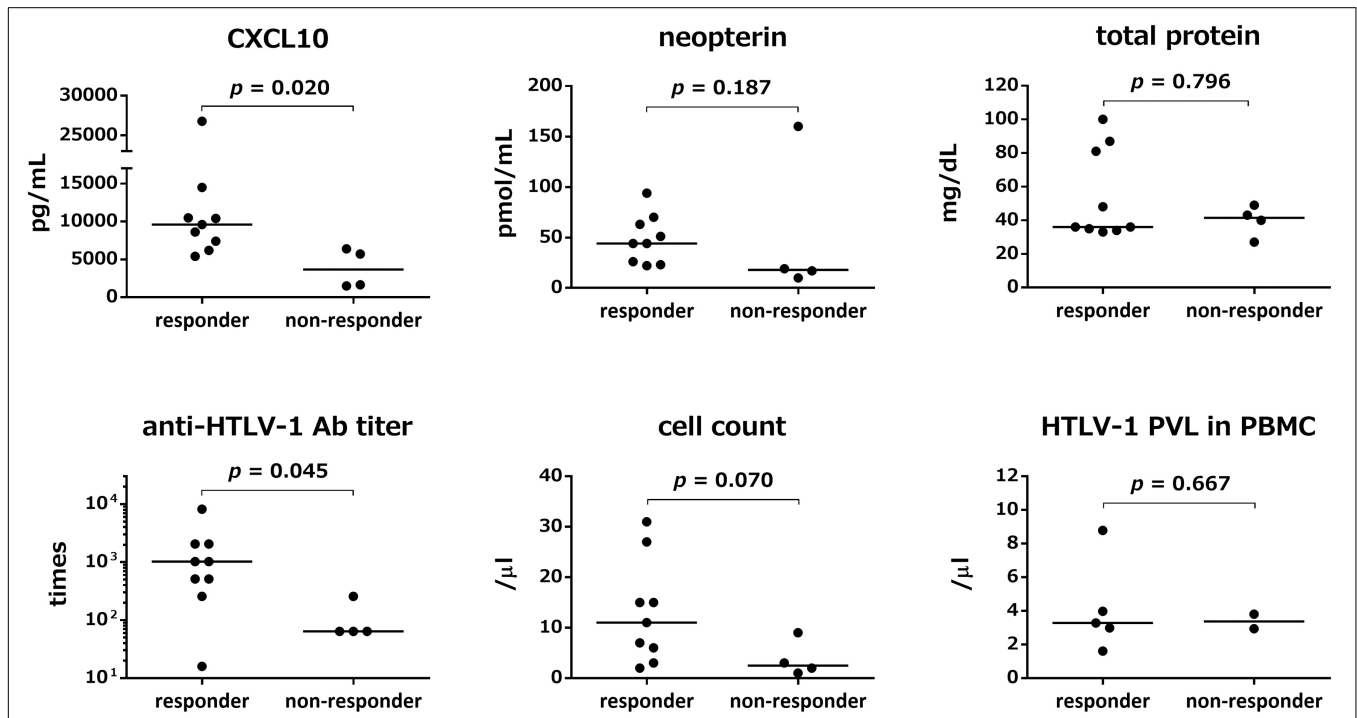 CXCL10
p = 0.020
30000
25000
15000
10000
5000
0
pg/mL
responder
non-responder
neopterin
p = 0.187
200
150
100
50
0
pmol/mL
responder
non-responder
total protein
p = 0.796
120
100
80
60
40
20
0
mg/dL
responder
non-responder
anti-HTLV-1 Ab titer
p = 0.045
10⁴
10³
10²
10¹
times
responder
non-responder
cell count
p = 0.070
40
30
20
10
0
/μl
responder
non-responder
HTLV-1 PVL in PBMC
p = 0.667
12
10
8
6
4
2
0
/μl
responder
non-responder